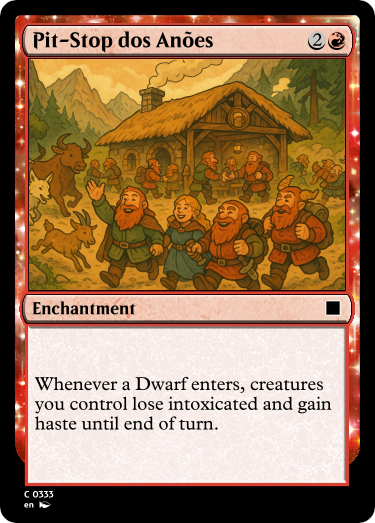 Pit-Stop dos Anões 2
Enchantment
Whenever a Dwarf enters, creatures
you control lose intoxicated and gain
haste until end of turn.
C 0333
en